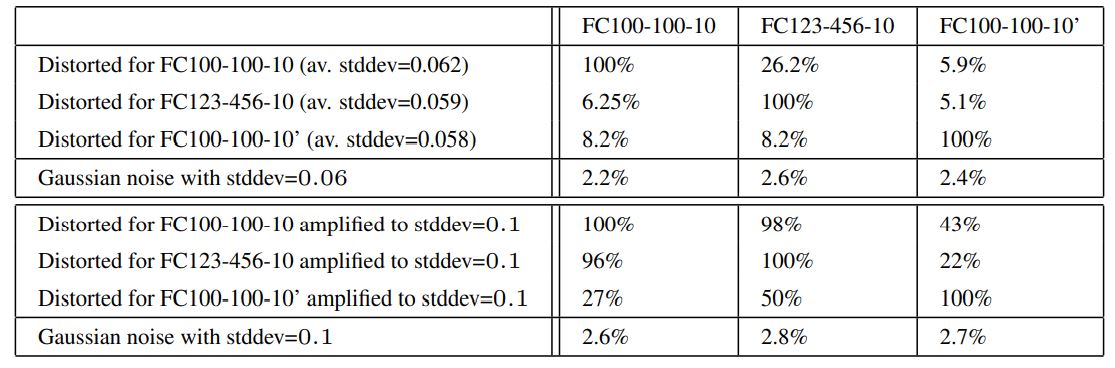 FC100-100-10 FC123-456-10 FC100-100-10’
Distorted for FC100-100-10 (av. stddev=0.062) 100% 26.2% 5.9%
Distorted for FC123-456-10 (av. stddev=0.059) 6.25% 100% 5.1%
Distorted for FC100-100-10’ (av. stddev=0.058) 8.2% 8.2% 100%
Gaussian noise with stddev=0.06 2.2% 2.6% 2.4%
Distorted for FC100-100-10 amplified to stddev=0.1 100% 98% 43%
Distorted for FC123-456-10 amplified to stddev=0.1 96% 100% 22%
Distorted for FC100-100-10’ amplified to stddev=0.1 27% 50% 100%
Gaussian noise with stddev=0.1 2.6% 2.8% 2.7%